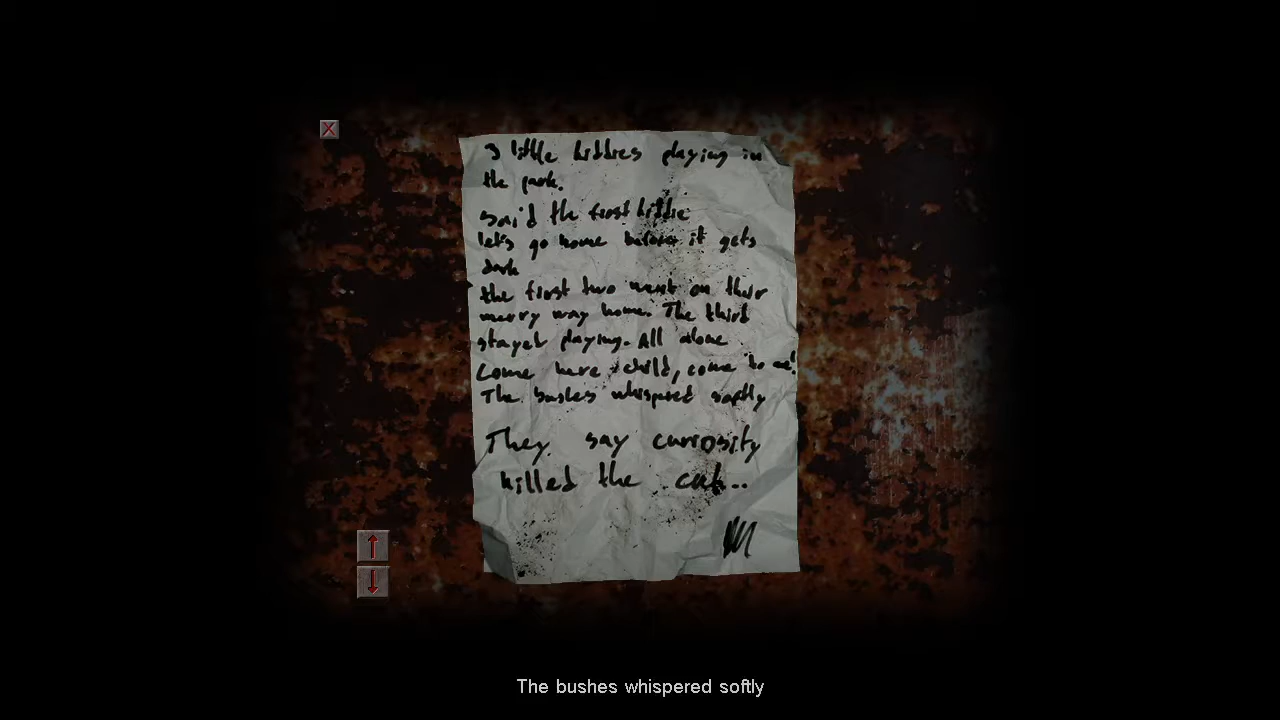 3 little kiddies playing in
the park.
said the first kiddie
let's go home before it gets
dark
the first two went on their
merry way home. The third
stayed playing. All alone
Come here child, come to me!
The bushes whispered softly
They say curiosity
killed the cat..
The bushes whispered softly